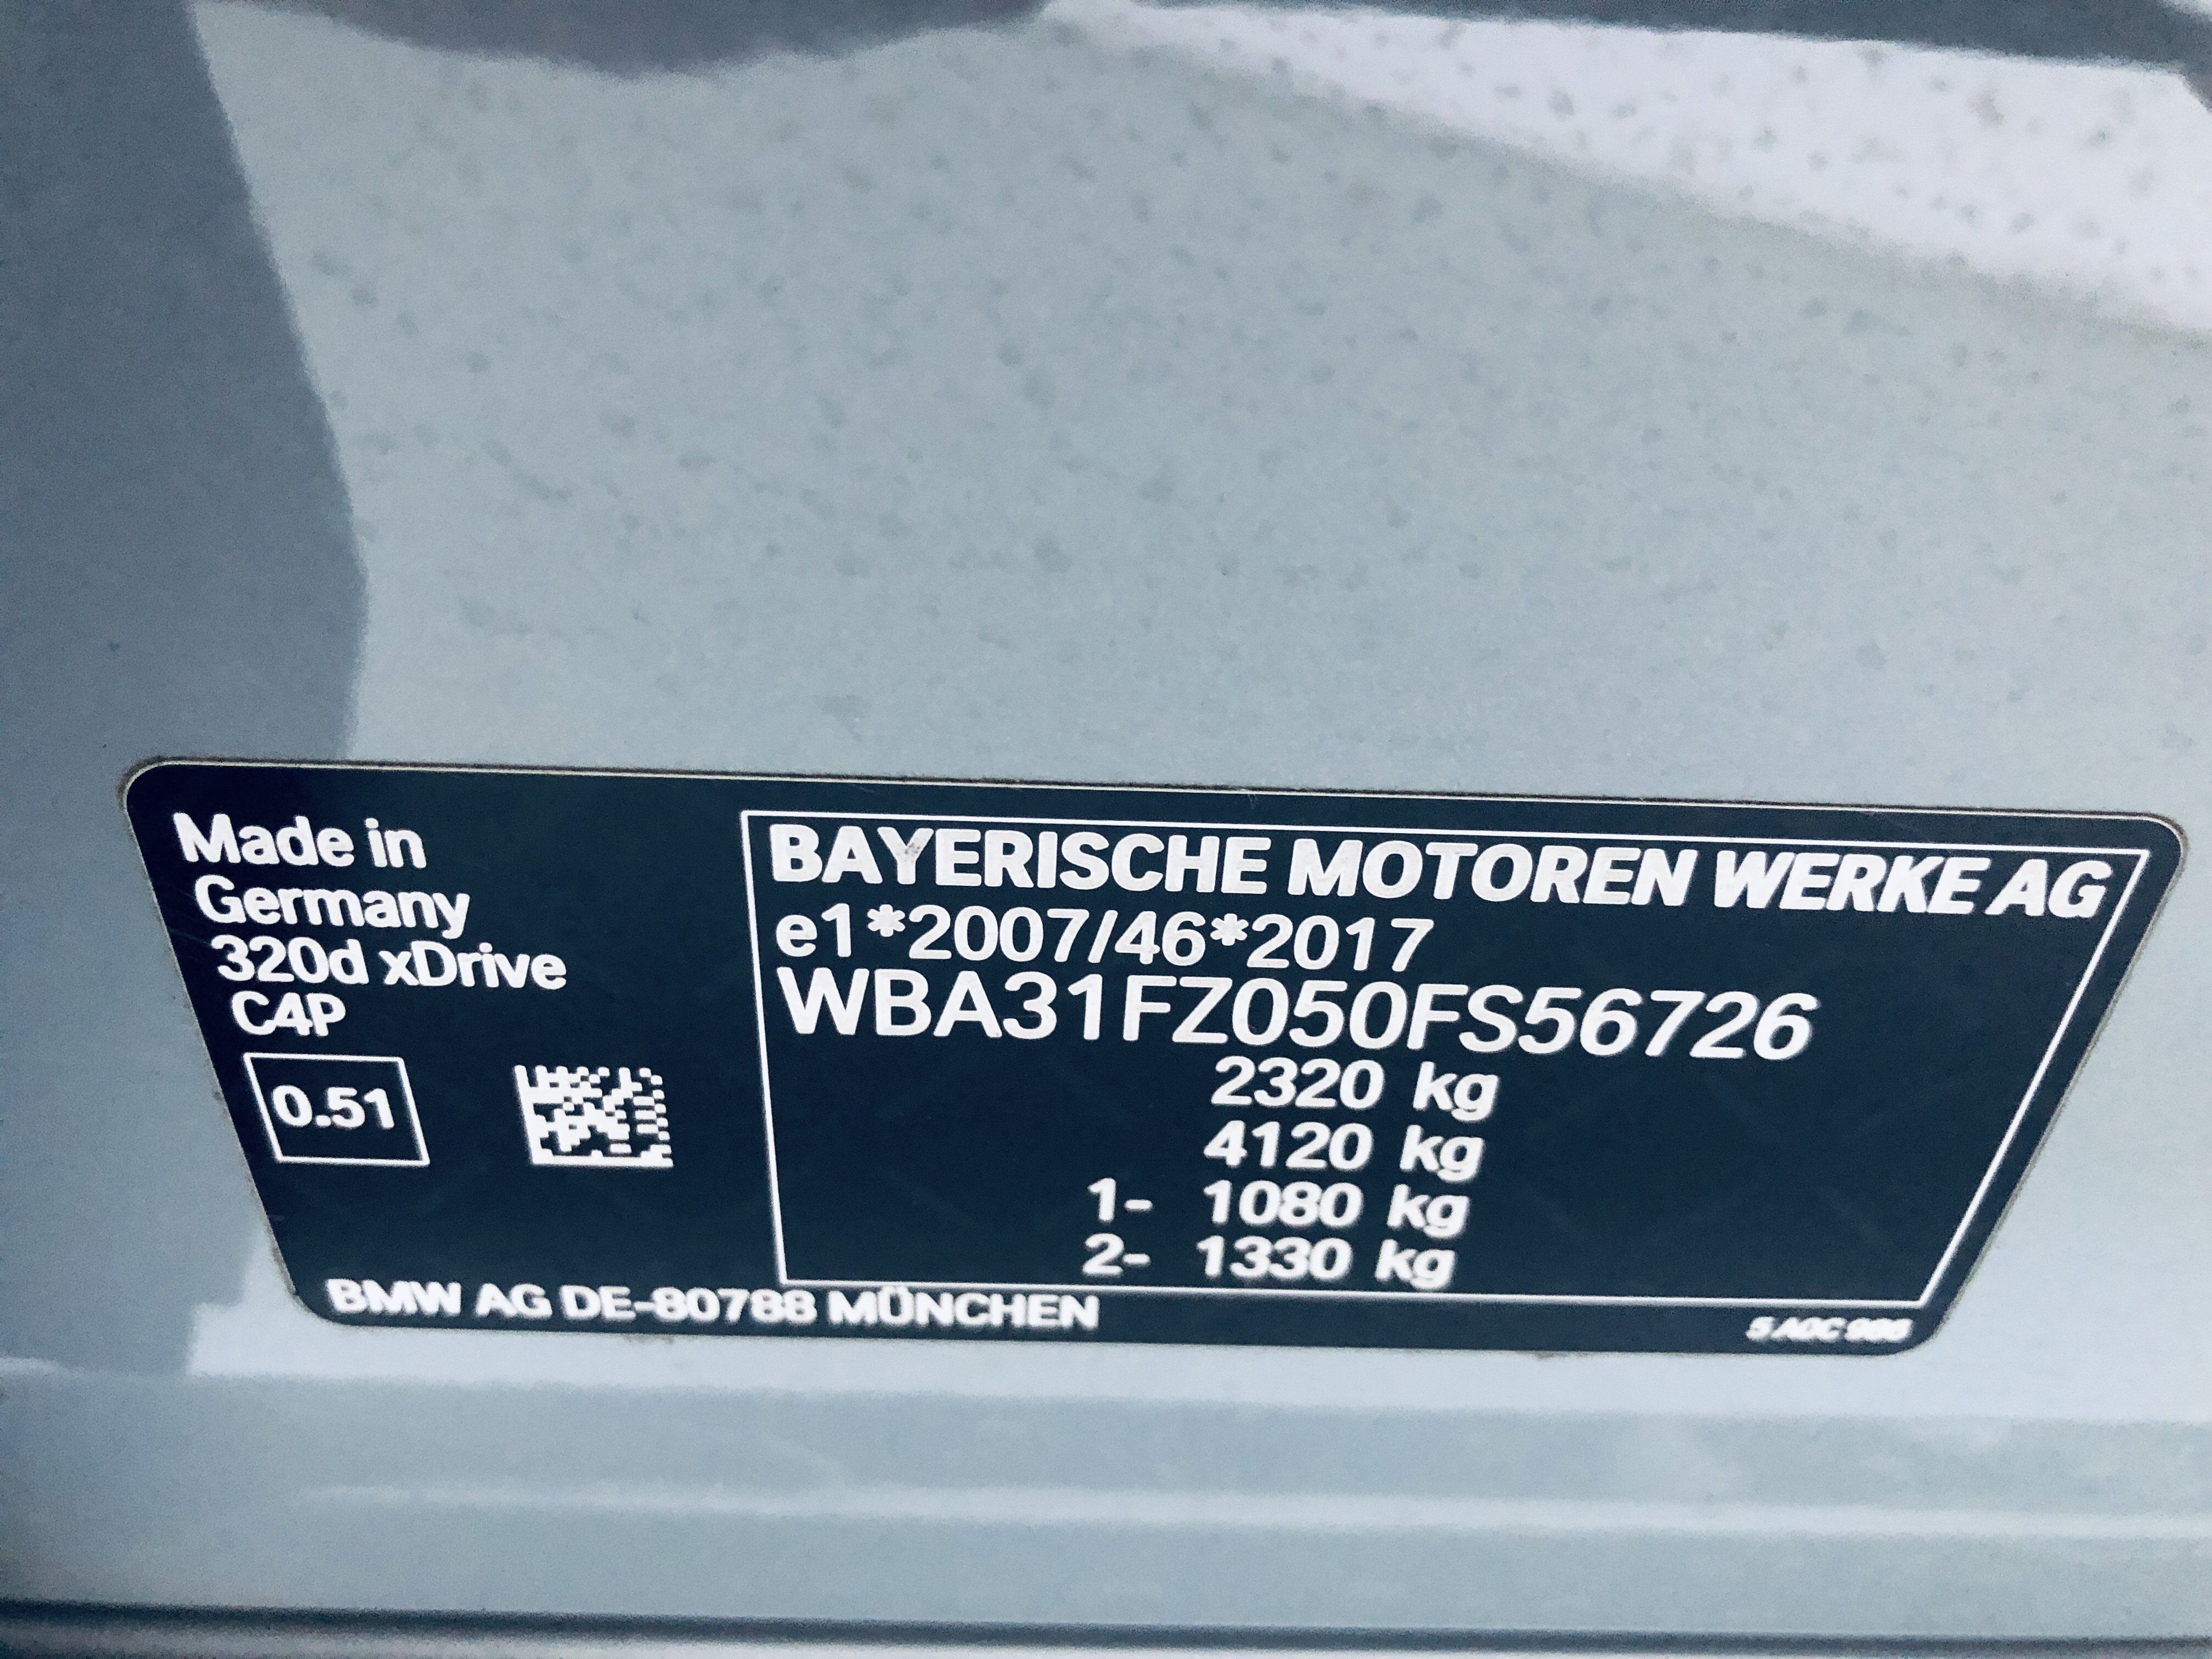 Made in
Germany
320d xDrive
C4P
0.51
BAYERISCHE MOTOREN WERKE AG
e1*2007/46*2017
WBA31FZ050FS56726
2320 kg
4120 kg
1- 1080 kg
2- 1330 kg
BMW AG DE-80788 MÜNCHEN